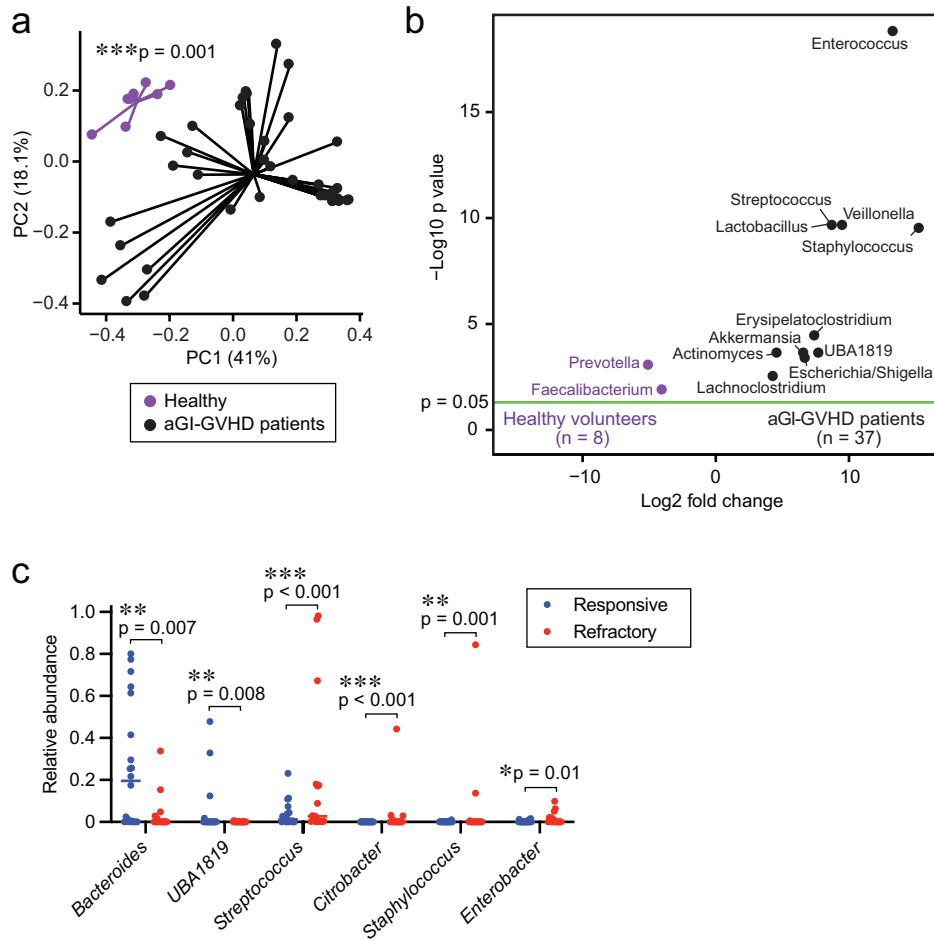 a
***p = 0.001
PC2 (18.1%)
0.2
0.0
−0.2
−0.4
−0.4
−0.2
0.0
0.2
0.4
PC1 (41%)
Healthy
aGI-GVHD patients
b
−Log10 p value
15
10
5
p = 0.05
0
Enterococcus
Streptococcus
Veillonella
Lactobacillus
Staphylococcus
Erysipelatoclostridium
Akkermansia
Actinomyces
UBA1819
Escherichia/Shigella
Lachnoclostridium
Prevotella
Faecalibacterium
Healthy volunteers
(n = 8)
aGI-GVHD patients
(n = 37)
−10
0
10
Log2 fold change
c
Relative abundance
1.0
0.8
0.6
0.4
0.2
0
**
p = 0.007
**
p = 0.008
***
p < 0.001
***
p < 0.001
**
p = 0.001
*p = 0.01
Responsive
Refractory
Bacteroides
UBA1819
Streptococcus
Citrobacter
Staphylococcus
Enterobacter